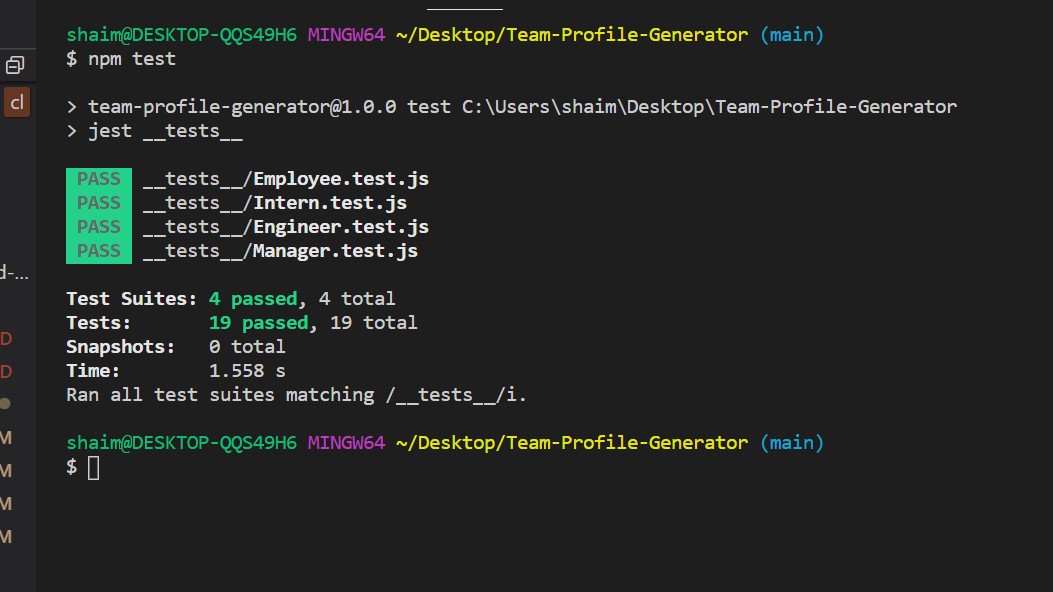 shaim@DESKTOP-QQS49H6 MINGW64 ~/Desktop/Team-Profile-Generator (main)
$ npm test
> team-profile-generator@1.0.0 test C:\Users\shaim\Desktop\Team-Profile-Generator
> jest __tests__
PASS __tests__/Employee.test.js
PASS __tests__/Intern.test.js
PASS __tests__/Engineer.test.js
PASS __tests__/Manager.test.js
Test Suites: 4 passed, 4 total
Tests: 19 passed, 19 total
Snapshots: 0 total
Time: 1.558 s
Ran all test suites matching /__tests__/i.
shaim@DESKTOP-QQS49H6 MINGW64 ~/Desktop/Team-Profile-Generator (main)
$
cl
d-...
D
D
M
M
M
M